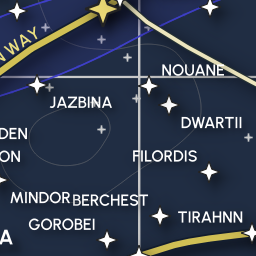 N WAY
NOUANE
JAZBINA
DWARTII
DEN
ON
FILORDIS
MINDOR
BERCHEST
GOROBEI
TIRAHNN
A